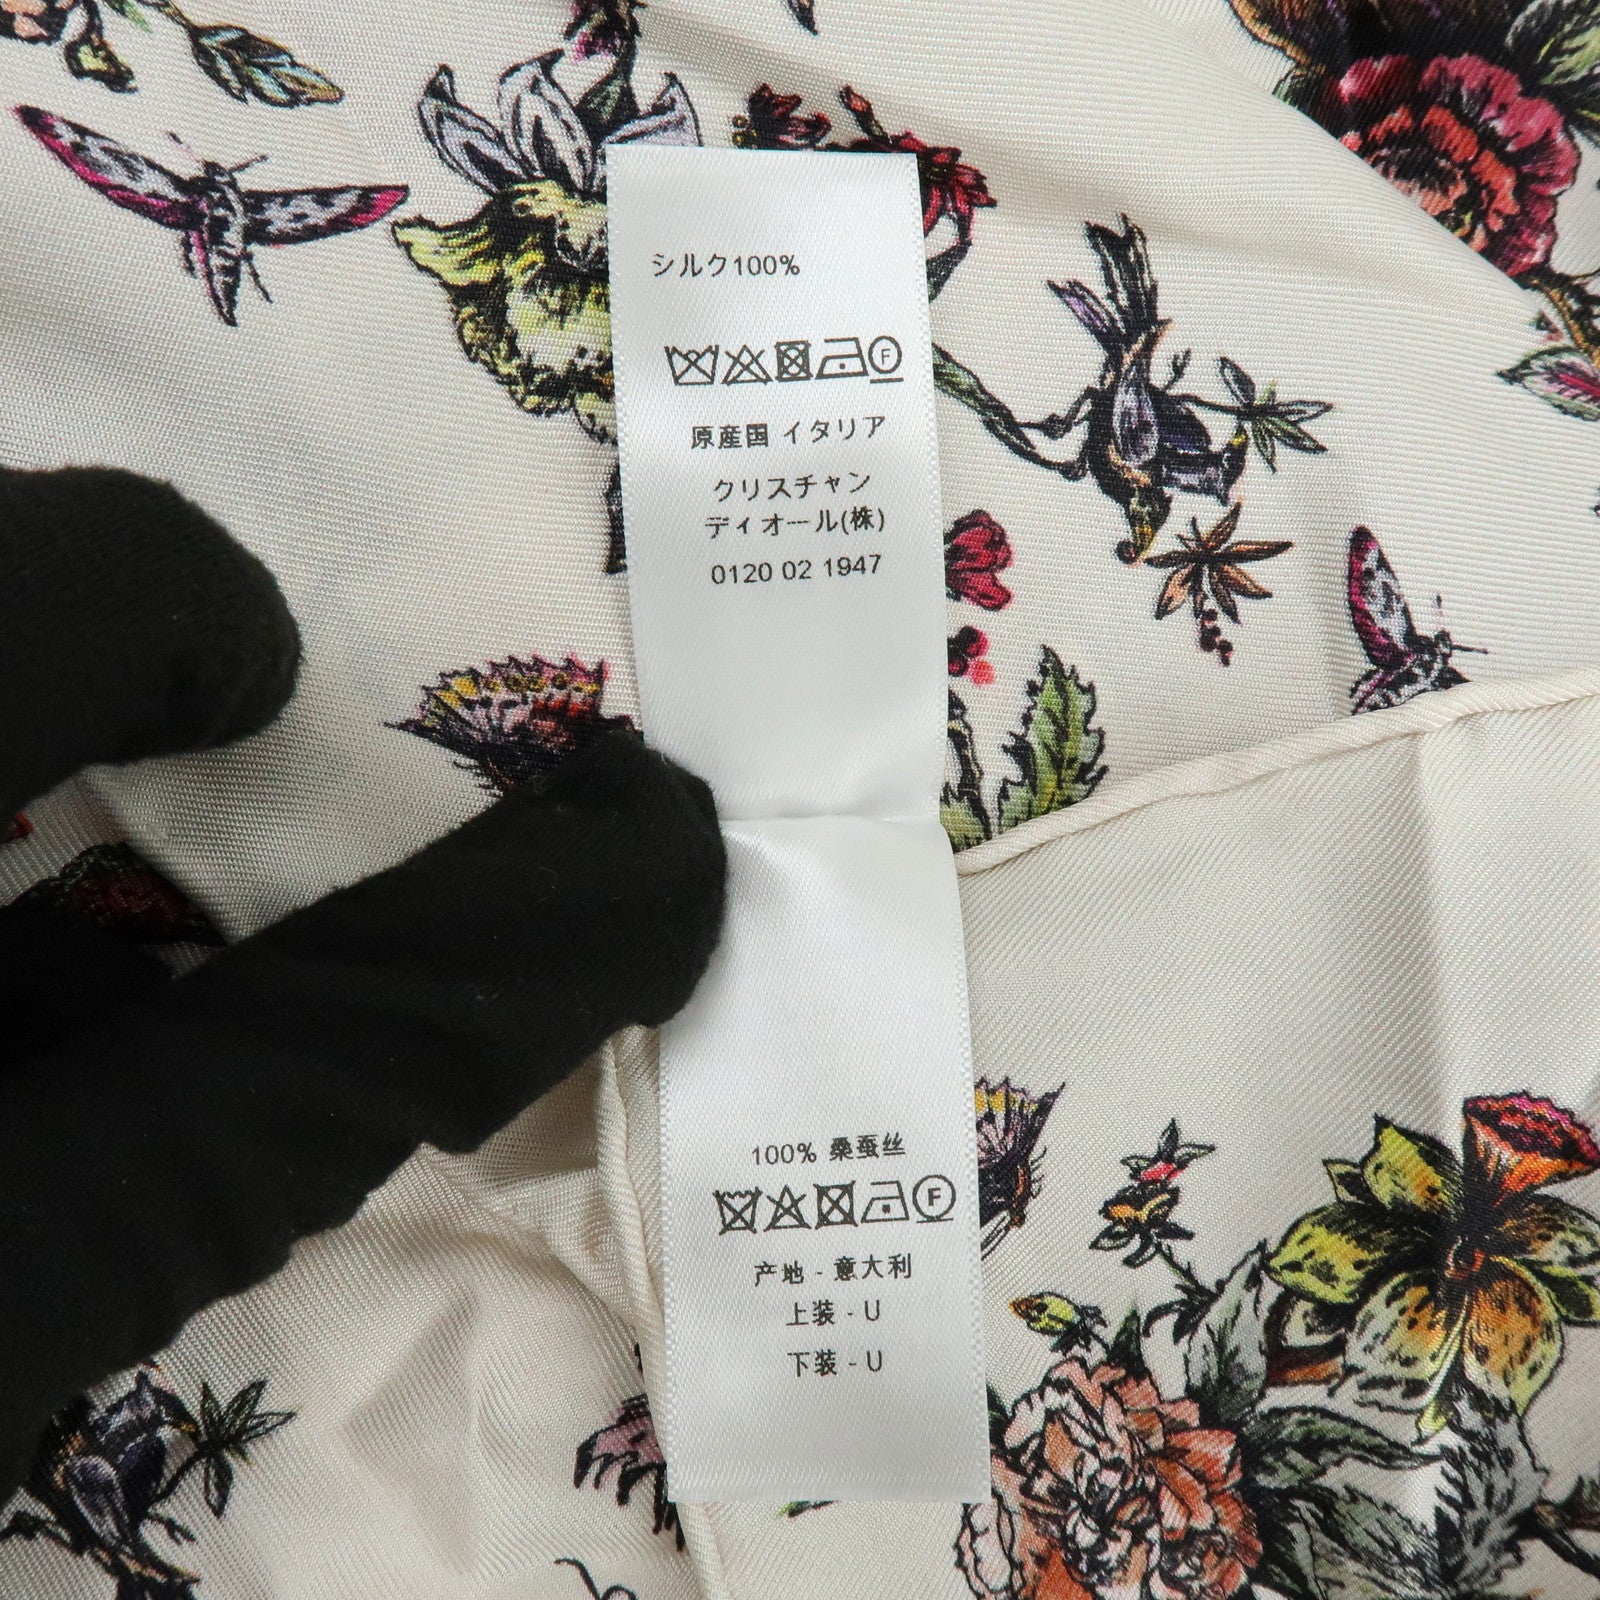 シルク100%
F
原産国 イタリア
クリスチャン
ディオール(株)
0120 02 1947
100% 桑蚕丝
F
产地 - 意大利
上装 - U
下装 - U